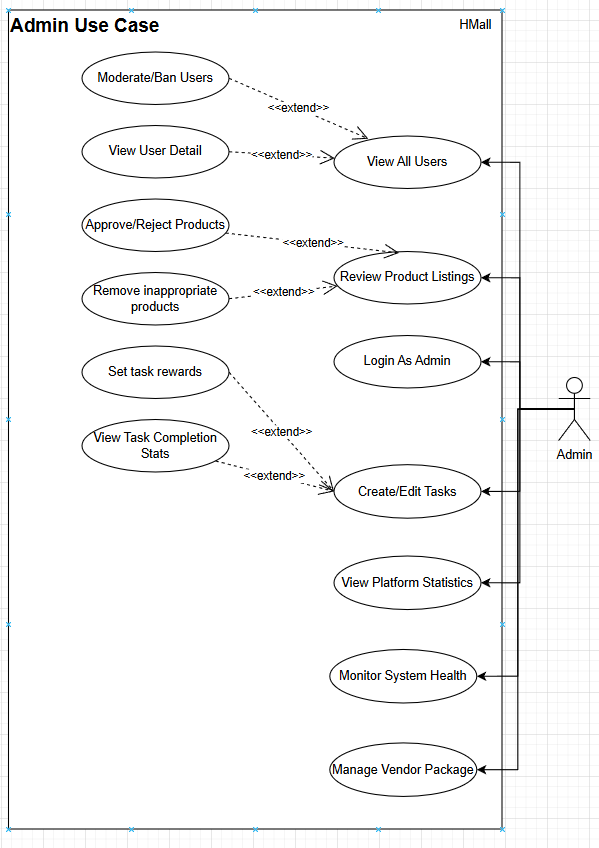 Admin Use Case
HMall
Moderate/Ban Users
<<extend>>
View User Detail
<<extend>>
View All Users
Approve/Reject Products
<<extend>>
Review Product Listings
Remove inappropriate
products
<<extend>>
Login As Admin
Set task rewards
<<extend>>
View Task Completion
Stats
<<extend>>
Create/Edit Tasks
Admin
View Platform Statistics
Monitor System Health
Manage Vendor Package